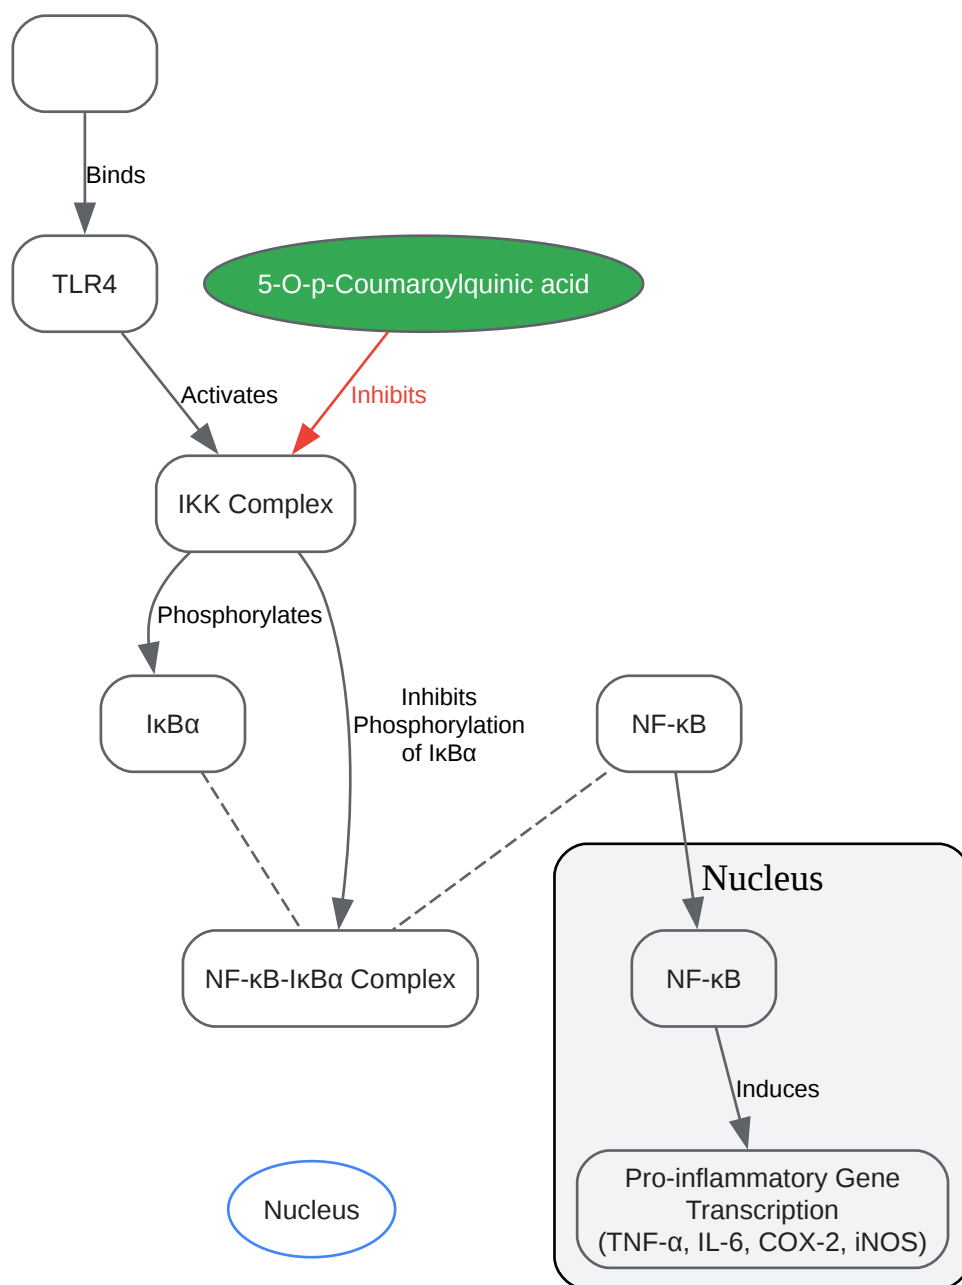 Binds
TLR4
5-O-p-Coumaroylquinic acid
Activates
Inhibits
IKK Complex
Phosphorylates
Inhibits
Phosphorylation
of IκBα
IκBα
NF-κB
Nucleus
NF-κB-IκBα Complex
NF-κB
Induces
Nucleus
Pro-inflammatory Gene
Transcription
(TNF-α, IL-6, COX-2, iNOS)